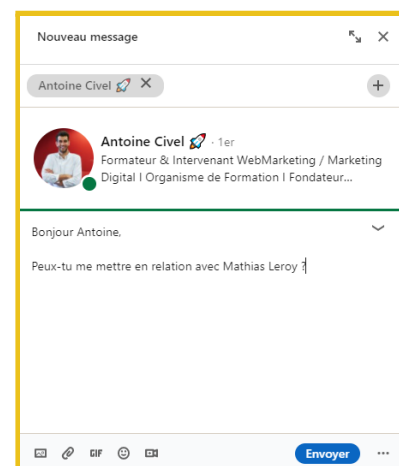 Nouveau message
Antoine Civel 🚀
Antoine Civel 🚀 · 1er
Formateur & Intervenant WebMarketing / Marketing
Digital I Organisme de Formation I Fondateur...
Bonjour Antoine,
Peux-tu me mettre en relation avec Mathias Leroy ?
GIF
Envoyer